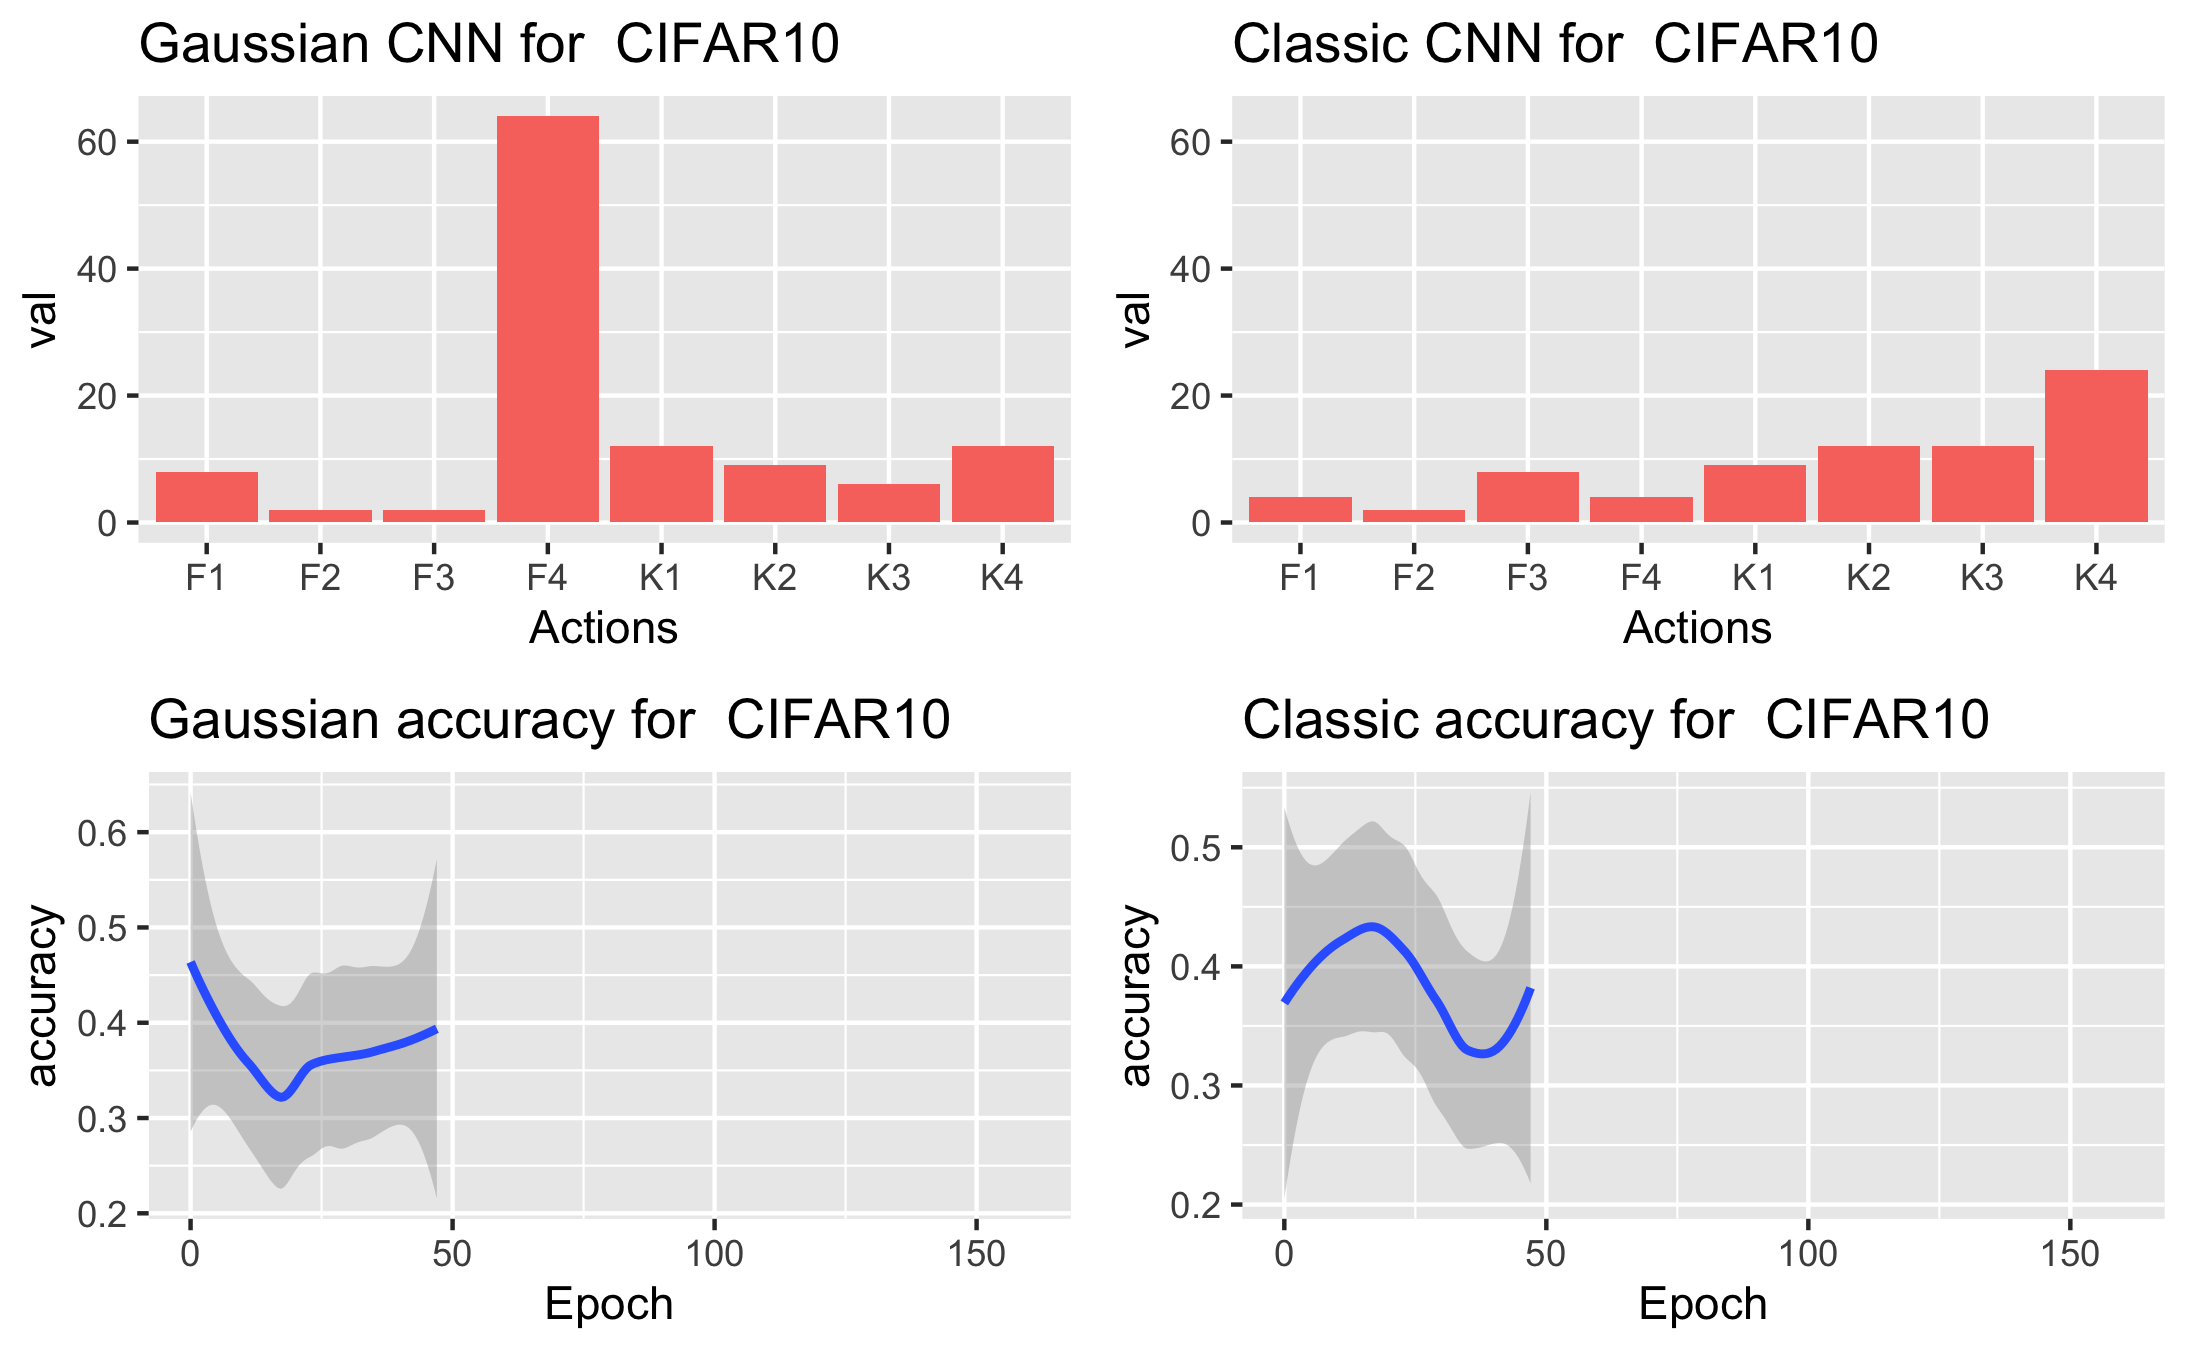 Gaussian CNN for  CIFAR10
val
60
40
20
0
F1 F2 F3 F4 K1 K2 K3 K4
Actions
Classic CNN for  CIFAR10
val
60
40
20
0
F1 F2 F3 F4 K1 K2 K3 K4
Actions
Gaussian accuracy for  CIFAR10
accuracy
0.6
0.5
0.4
0.3
0.2
0 50 100 150
Epoch
Classic accuracy for  CIFAR10
accuracy
0.5
0.4
0.3
0.2
0 50 100 150
Epoch